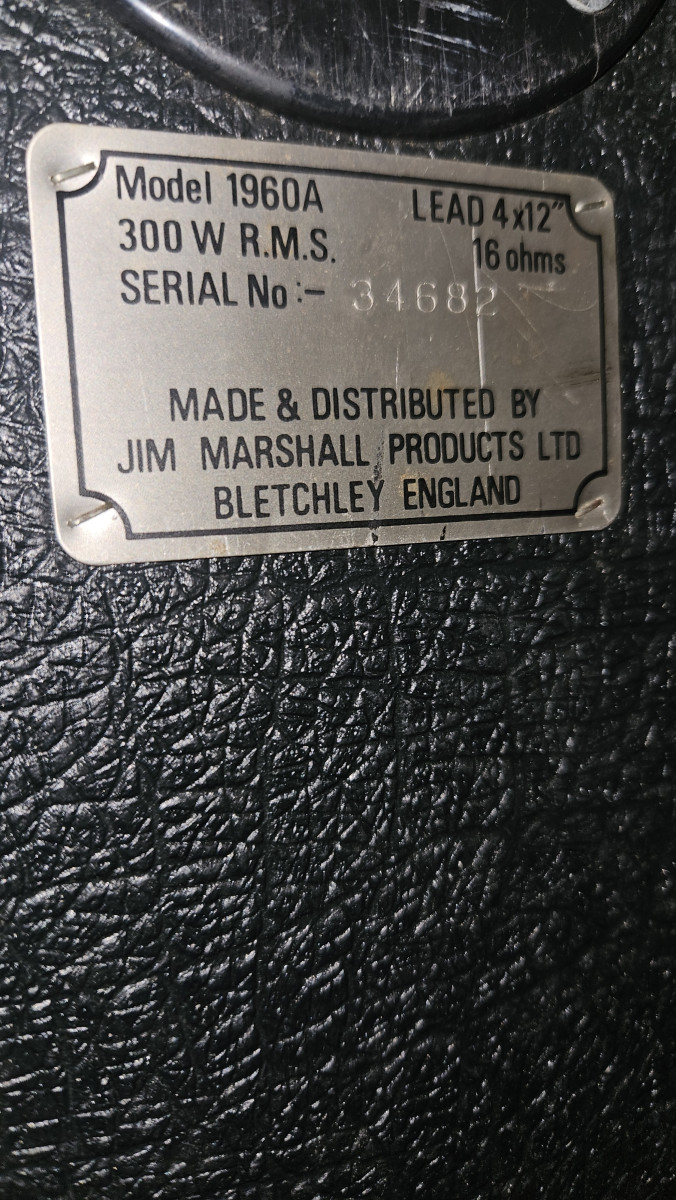 Model 1960A LEAD 4x12"
300 W R.M.S. 16 ohms
SERIAL No :- 34682
MADE & DISTRIBUTED BY
JIM MARSHALL PRODUCTS LTD
BLETCHLEY ENGLAND